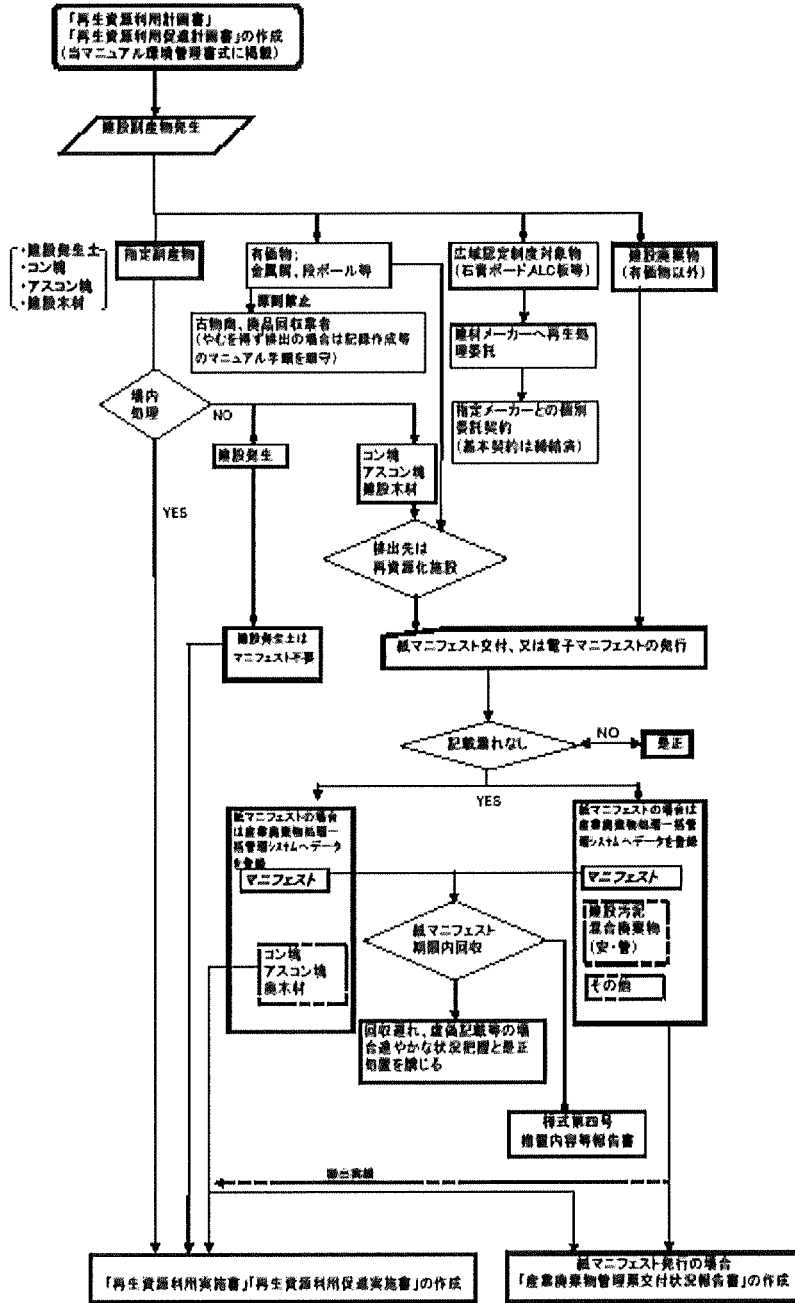 「再生資源利用計画書」
「再生資源利用促進計画書」の作成
(当マニュアル環境管理書式に掲載)
建設副産物発生
・建設発生土
・コン塊
・アスコン塊
・建設木材
指定副産物
有価物;
金属屑、段ボール等
広域認定制度対象物
(石膏ボード,ALC板等)
建設廃棄物
(有価物以外)
原則禁止
古物商、廃品回収業者
(やむを得ず排出の場合は記録作成等
のマニュアル手順を順守)
建材メーカーへ再生処
理委託
指定メーカーとの個別
委託契約
(基本契約は締結済)
場内
処理
NO
YES
建設発生
コン塊
アスコン塊
建設木材
排出先は
再資源化施設
建設発生土は
マニフェスト不要
紙マニフェスト交付、又は電子マニフェストの発行
記載漏れなし
NO
是正
YES
紙マニフェストの場合
は産業廃棄物処理一
括管理システムへデータ
を登録
マニフェスト
コン塊
アスコン塊
廃木材
紙マニフェストの場合は
産業廃棄物処理一括管
理システムへデータを登録
マニフェスト
建設汚泥
混合廃棄物
(安・管)
その他
紙マニフェスト
期限内回収
回収遅れ、虚偽記載等の場
合速やかな状況把握と是正
処置を講じる
様式第四号
措置内容等報告書
排出実績
「再生資源利用実施書」「再生資源利用促進実施書」の作成
紙マニフェスト発行の場合
「産業廃棄物管理票交付状況報告書」の作成